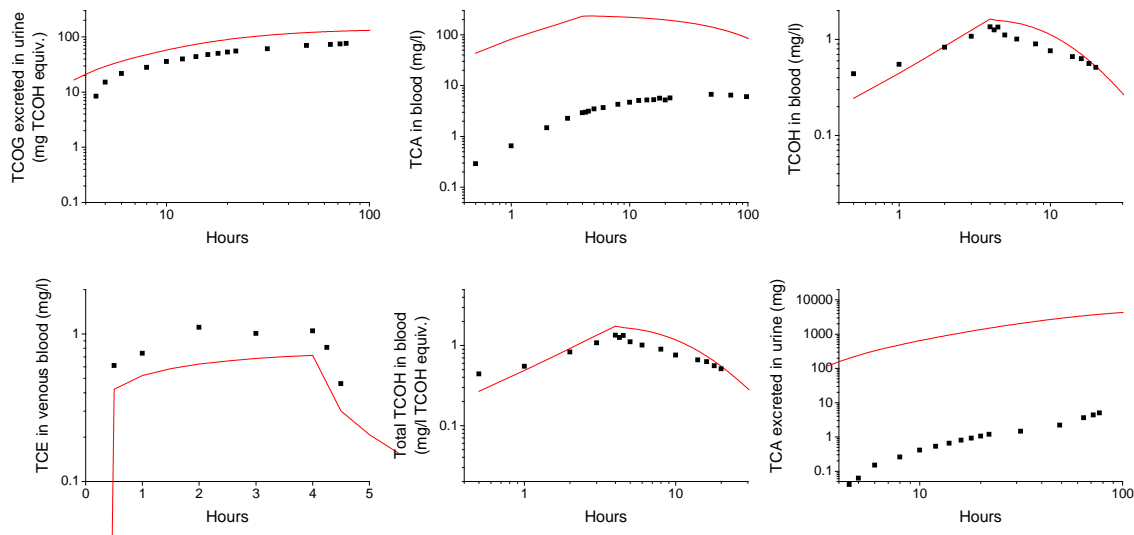 TCOG excreted in urine
(mg TCOH equiv.)
100
10
1
0.1
10
100
Hours
TCA in blood (mg/l)
100
10
1
0.1
1
10
100
Hours
TCOH in blood (mg/l)
1
0.1
1
10
Hours
TCE in venous blood (mg/l)
1
0.1
0
1
2
3
4
5
Hours
Total TCOH in blood
(mg/l TCOH equiv.)
1
0.1
1
10
Hours
TCA excreted in urine (mg)
10000
1000
100
10
1
0.1
10
100
Hours